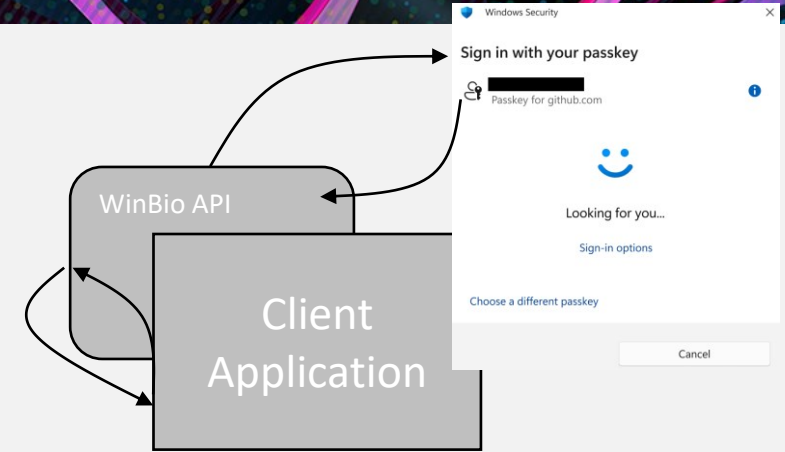 Windows Security
Sign in with your passkey
Passkey for github.com
WinBio API
Looking for you...
Sign-in options
Client
Application
Choose a different passkey
Cancel